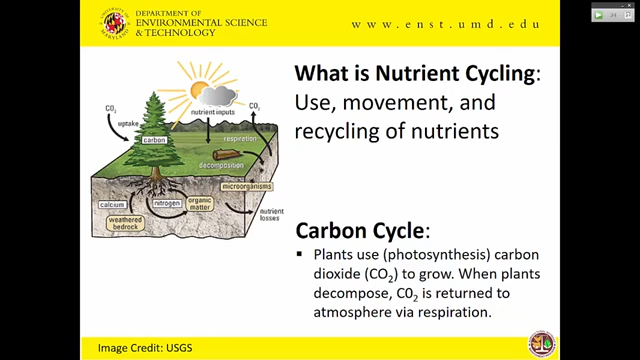 DEPARTMENT OF
ENVIRONMENTAL SCIENCE
& TECHNOLOGY
www.enst.umd.edu
What is Nutrient Cycling:
Use, movement, and
recycling of nutrients
CO2
uptake
nutrient inputs
CO2
carbon
respiration
decomposition
microorganisms
calcium
nitrogen
organic
matter
weathered
bedrock
nutrient
losses
Carbon Cycle:
▪ Plants use (photosynthesis) carbon
dioxide (CO2) to grow. When plants
decompose, C02 is returned to
atmosphere via respiration.
Image Credit: USGS